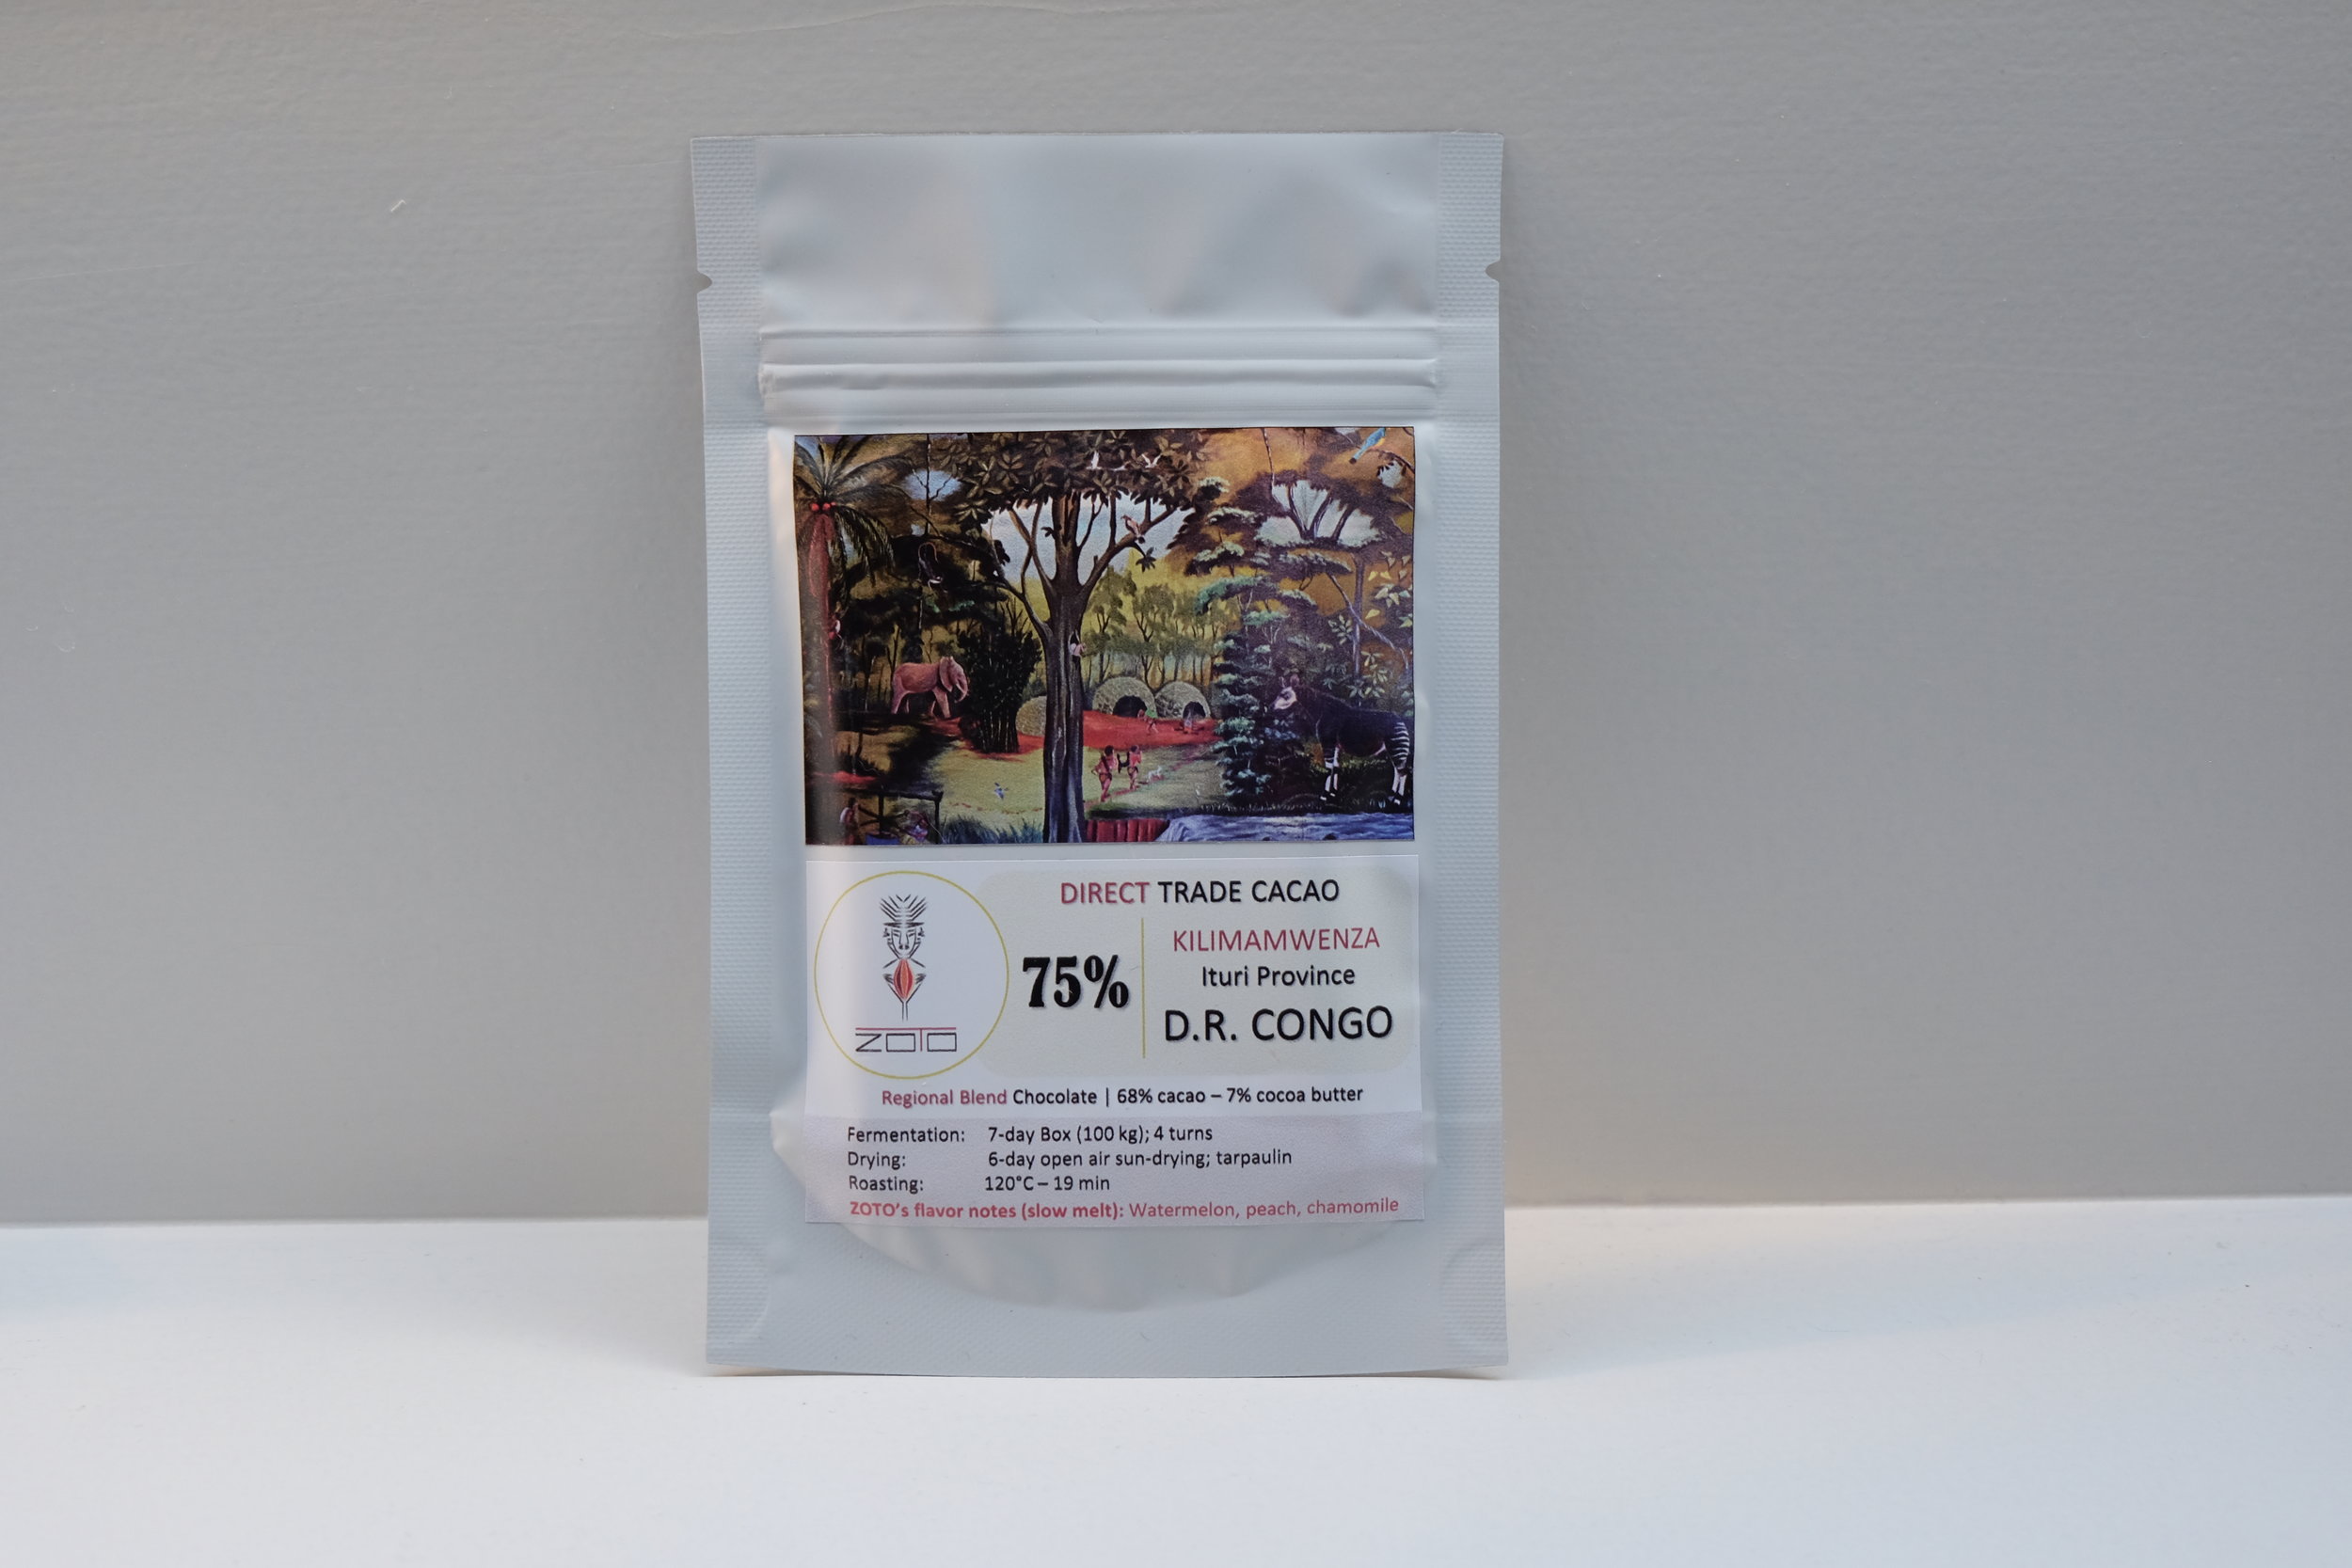 DIRECT TRADE CACAO
75%
KILIMAMWENZA
Ituri Province
D.R. CONGO
ZOTO
Regional Blend Chocolate | 68% cacao – 7% cocoa butter
Fermentation: 7-day Box (100 kg); 4 turns
Drying: 6-day open air sun-drying; tarpaulin
Roasting: 120°C – 19 min
ZOTO's flavor notes (slow melt): Watermelon, peach, chamomile